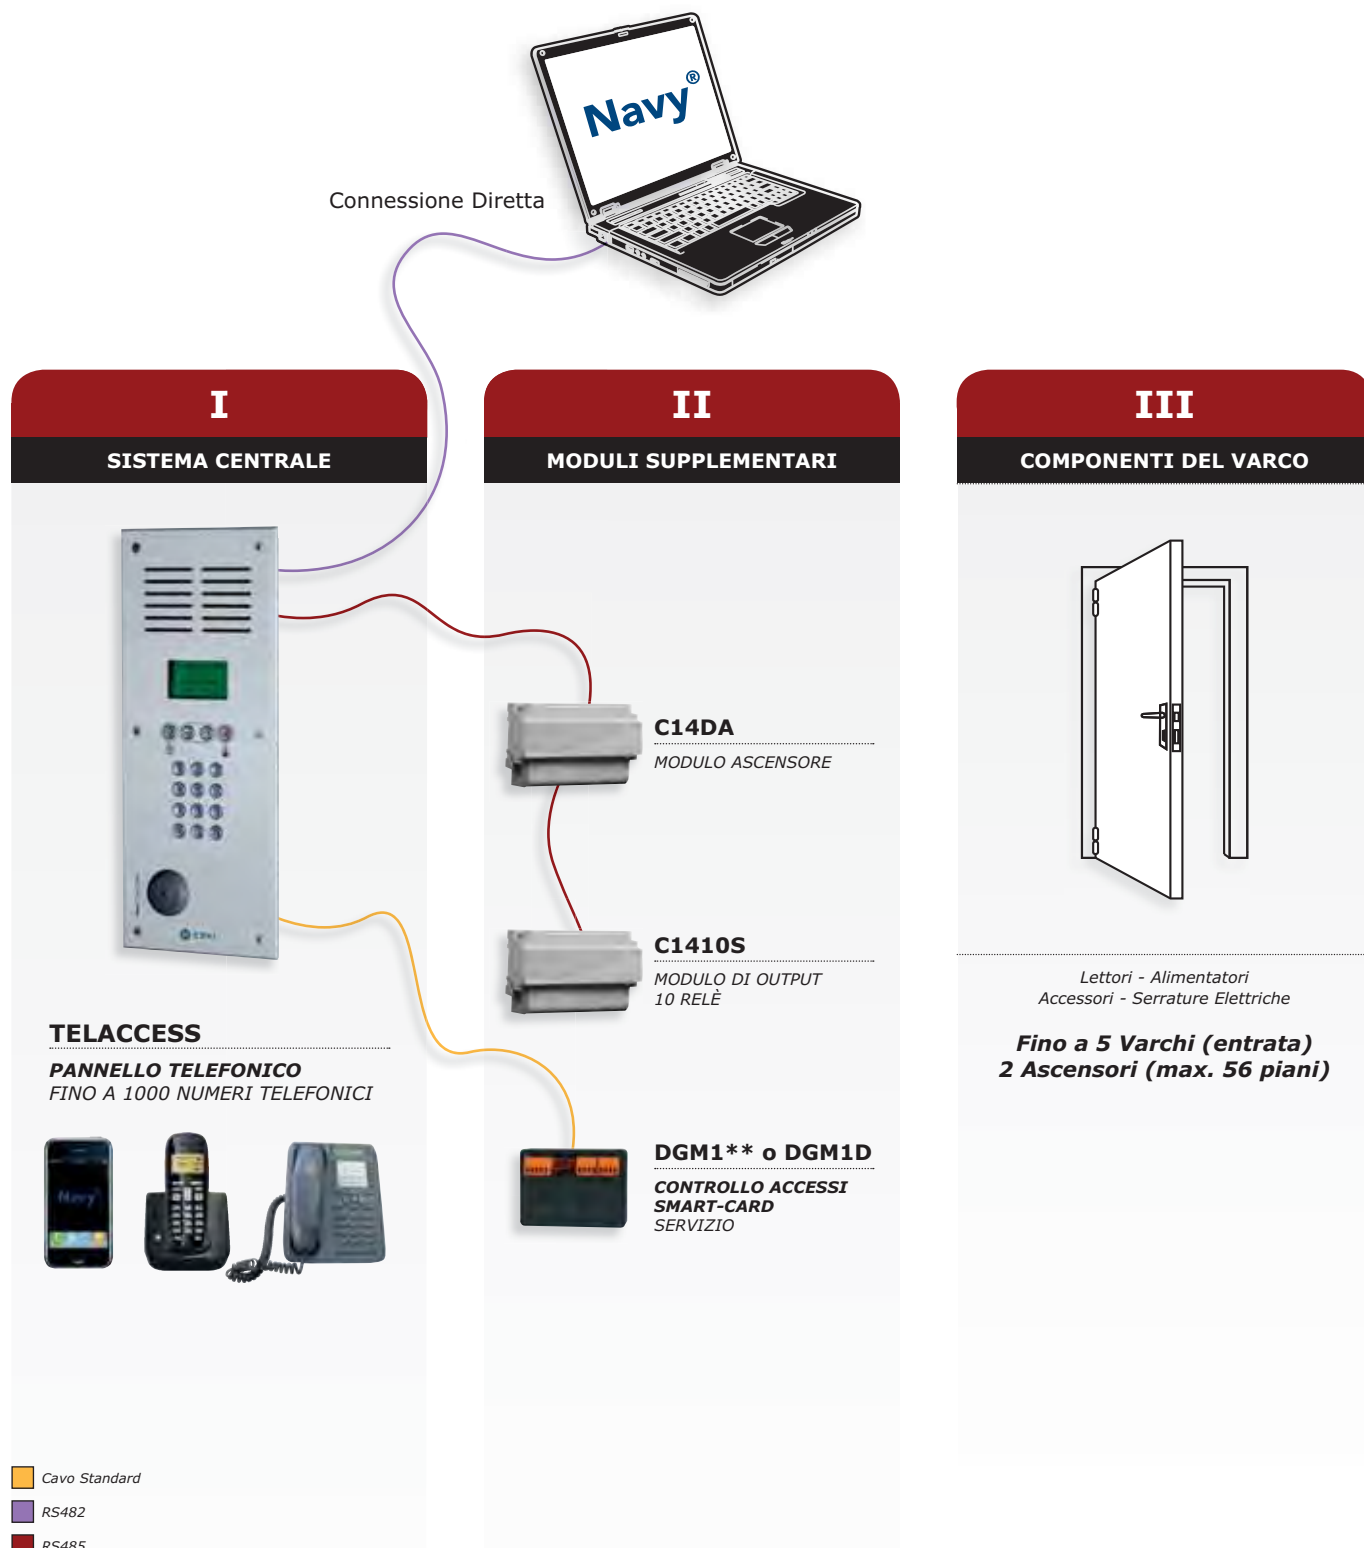 Navy®
Connessione Diretta
I
SISTEMA CENTRALE
TELACCESS
PANNELLO TELEFONICO
FINO A 1000 NUMERI TELEFONICI
Navy
II
MODULI SUPPLEMENTARI
C14DA
MODULO ASCENSORE
C1410S
MODULO DI OUTPUT
10 RELÈ
DGM1** o DGM1D
CONTROLLO ACCESSI
SMART-CARD
SERVIZIO
III
COMPONENTI DEL VARCO
Lettori - Alimentatori
Accessori - Serrature Elettriche
Fino a 5 Varchi (entrata)
2 Ascensori (max. 56 piani)
Cavo Standard
RS482
RS485